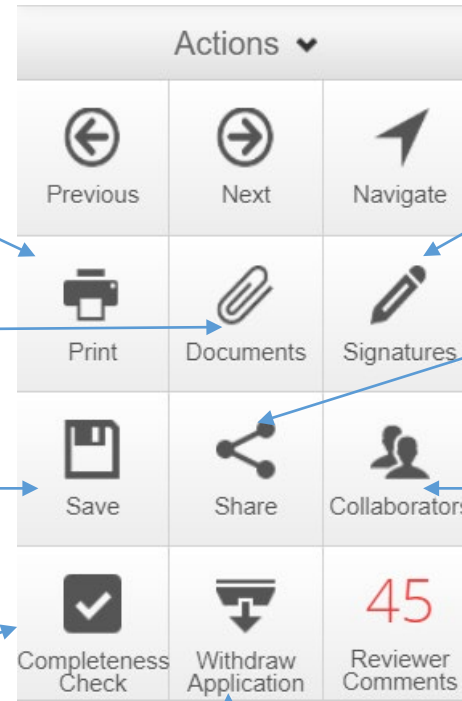 Actions
Previous Next Navigate
Print Documents Signatures
Save Share Collaborators
45
Completeness Withdraw Reviewer
Check Application Comments